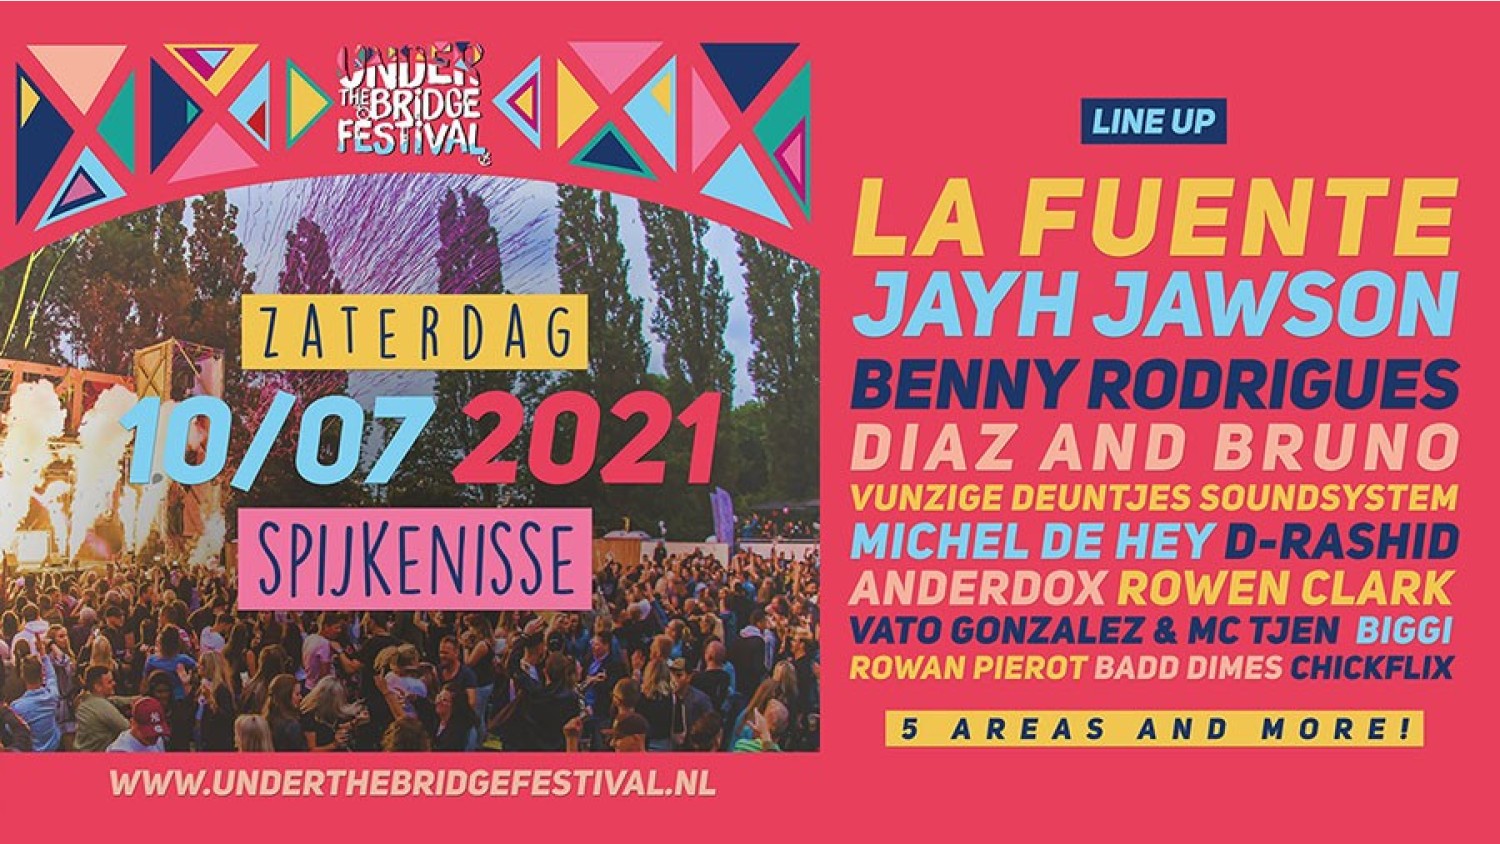 UNDER
THE BRIDGE
FESTIVAL
ZATERDAG
10/07 2021
SPIJKENISSE
WWW.UNDERTHEBRIDGEFESTIVAL.NL
LINE UP
LA FUENTE
JAYH JAWSON
BENNY RODRIGUES
DIAZ AND BRUNO
VUNZIGE DEUNTJES SOUNDSYSTEM
MICHEL DE HEY D-RASHID
ANDERDOX ROWEN CLARK
VATO GONZALEZ & MC TJEN BIGGI
ROWAN PIEROT BADD DIMES CHICKFLIX
5 AREAS AND MORE!